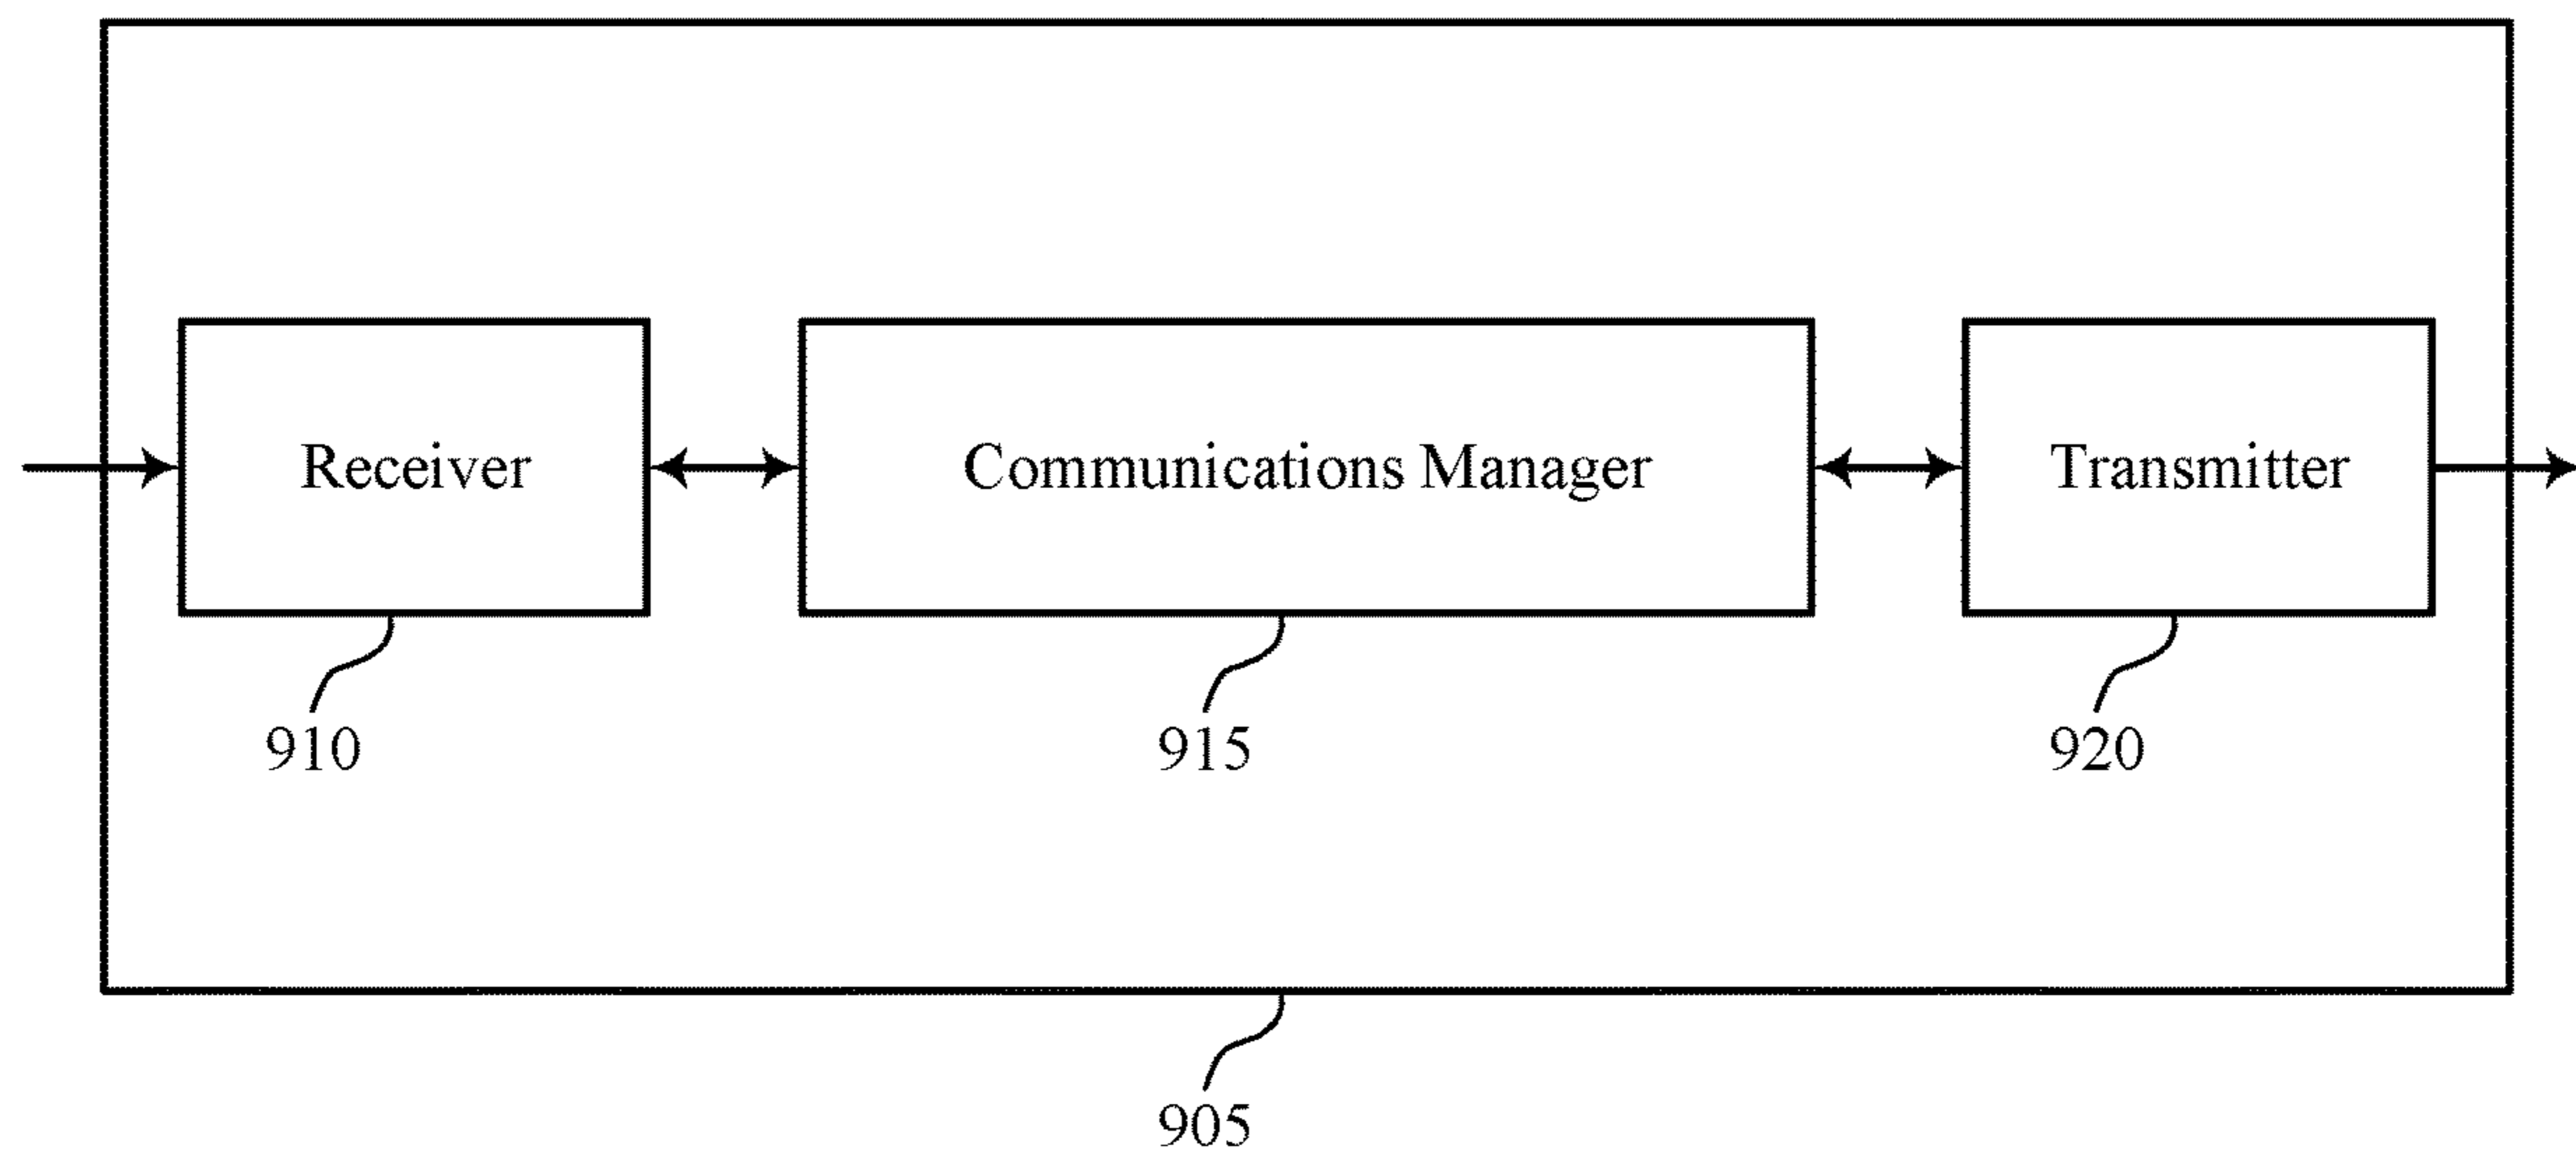 Receiver
Communications Manager
Transmitter
910
915
920
905